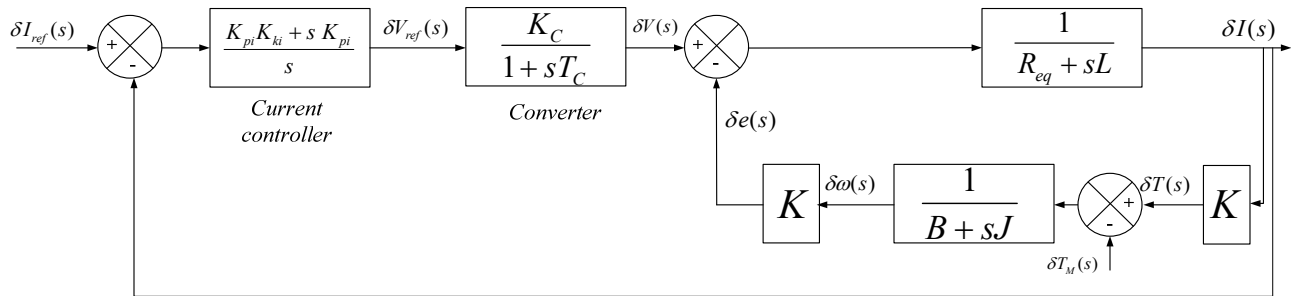 δI_ref(s)
+
-
K_pi K_ki + s K_pi
s
Current
controller
δV_ref(s)
K_C
1 + sT_C
Converter
δV(s)
+
-
1
R_eq + sL
δI(s)
δe(s)
K
δω(s)
1
B + sJ
+
-
δT(s)
K
δT_M(s)